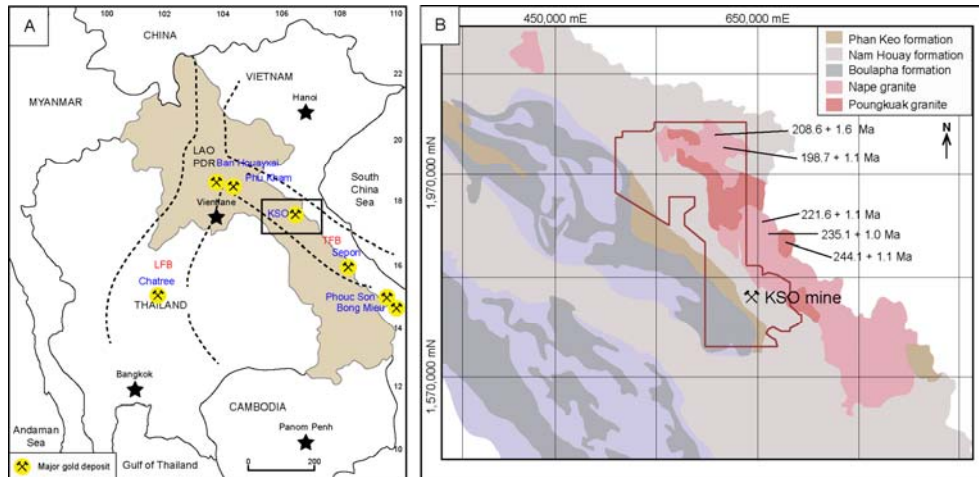 A
100 102 104 106 108 110
CHINA
22
VIETNAM
MYANMAR
Hanoi
20
LAO
PDR
Ban Houayxai
Phu Kham
South
China
Sea
18
Vientiane
KSO
TFB
Sepon
16
LFB
Chatree
THAILAND
Phouc Son
Bong Mieu
14
Bangkok
12
CAMBODIA
Andaman
Sea
Panom Penh
10
Major gold deposit
Gulf of Thailand
0 200
B
450,000 mE 650,000 mE
Phan Keo formation
Nam Houay formation
Boulapha formation
Nape granite
Poungkuak granite
N
208.6 + 1.6 Ma
198.7 + 1.1 Ma
1,970,000 mN
221.6 + 1.1 Ma
235.1 + 1.0 Ma
244.1 + 1.1 Ma
KSO mine
1,570,000 mN